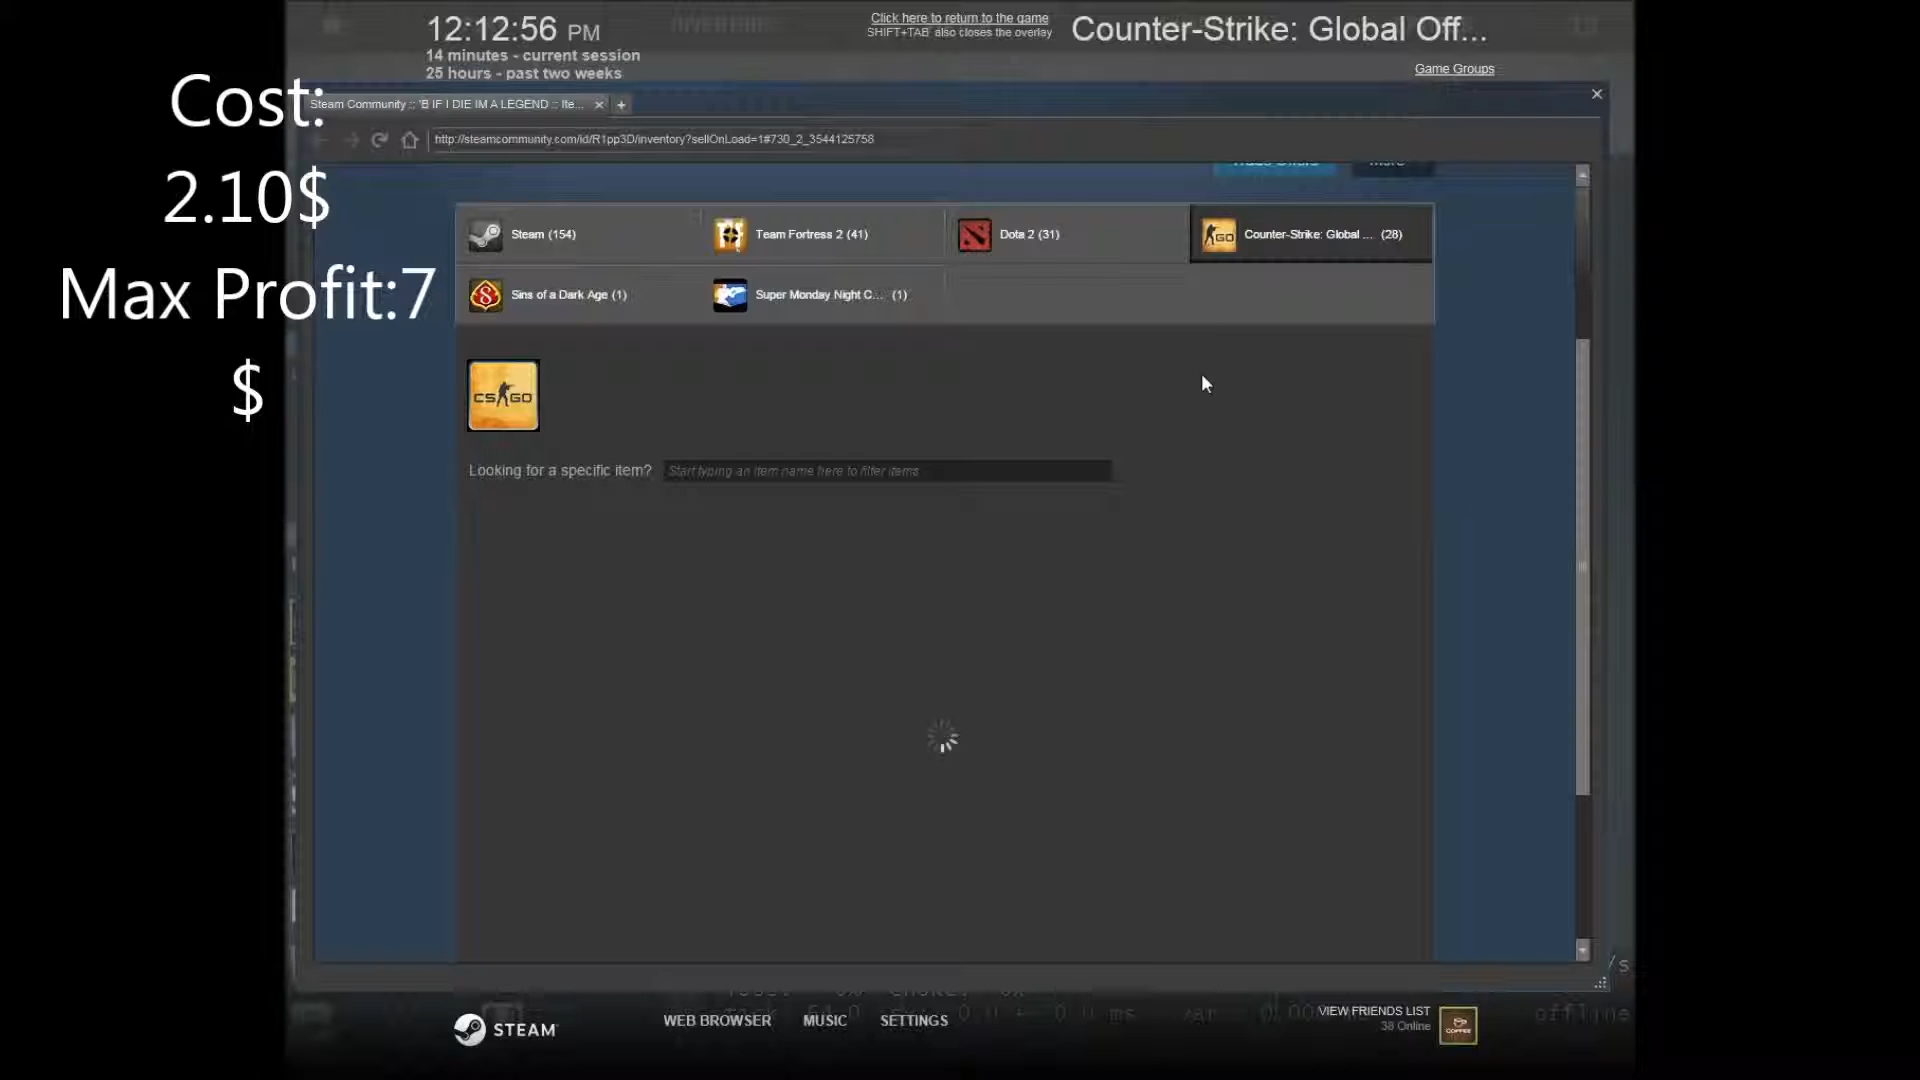 12:12:56 PM
14 minutes - current session
25 hours - past two weeks
Click here to return to the game
SHIFT+TAB also closes the overlay
Counter-Strike: Global Off...
Game Groups
Cost:
2.10$
Max Profit:7
$
Steam Community :: 'B IF I DIE IM A LEGEND :: Ite...
http://steamcommunity.com/id/R1pp3D/inventory?sellOnLoad=1#730_2_3544125758
Trade Offers
More
Steam (154)
Team Fortress 2 (41)
Dota 2 (31)
Counter-Strike: Global ... (28)
Sins of a Dark Age (1)
Super Monday Night C... (1)
CS GO
Looking for a specific item?
Start typing an item name here to filter items
STEAM
WEB BROWSER
MUSIC
SETTINGS
VIEW FRIENDS LIST
38 Online
COFFEE
offline